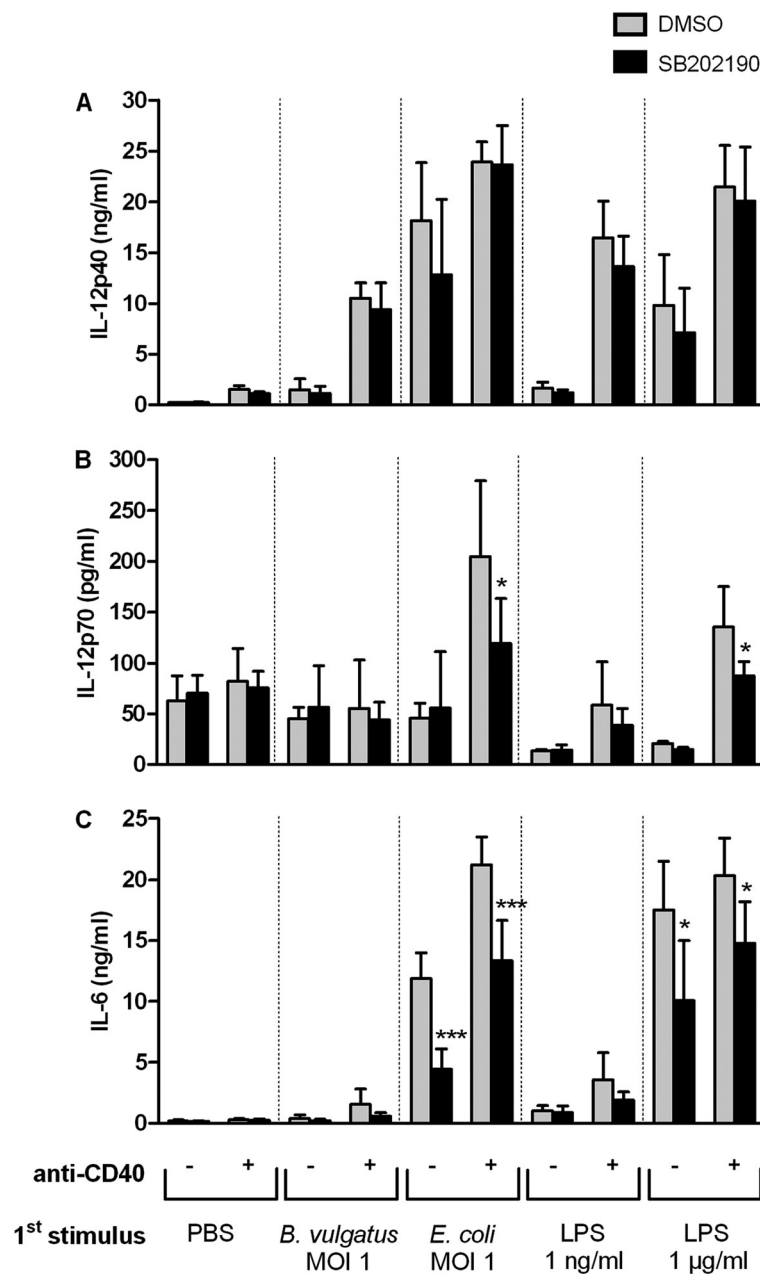 DMSO
SB202190
A
IL-12p40 (ng/ml)
30
25
20
15
10
5
0
B
IL-12p70 (pg/ml)
300
250
200
150
100
50
0
*
*
C
IL-6 (ng/ml)
25
20
15
10
5
0
***
***
*
*
anti-CD40 - + - + - + - + - +
1st stimulus PBS B. vulgatus MOI 1 E. coli MOI 1 LPS 1 ng/ml LPS 1 µg/ml